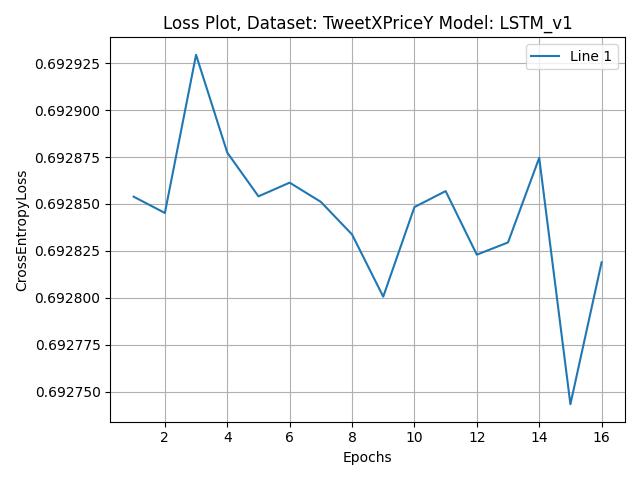 Loss Plot, Dataset: TweetXPriceY Model: LSTM_v1
Line 1
CrossEntropyLoss
0.692925
0.692900
0.692875
0.692850
0.692825
0.692800
0.692775
0.692750
2 4 6 8 10 12 14 16
Epochs